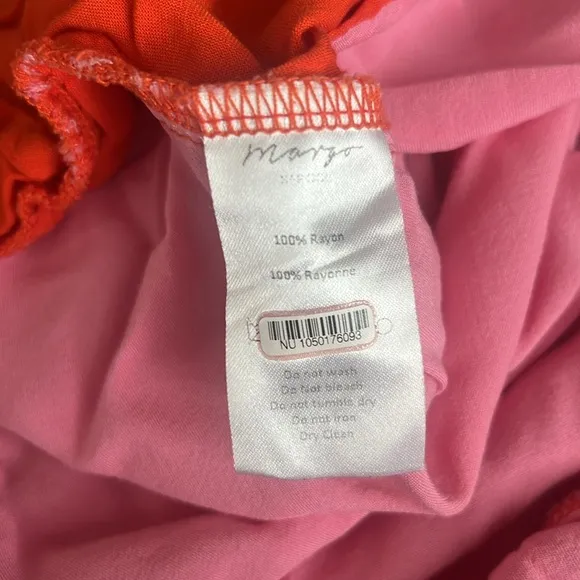 Margo
100% Rayon
100% Rayonne
NU 1050176093
Do not wash
Do Not bleach
Do not tumble dry
Do not iron
Dry Clean